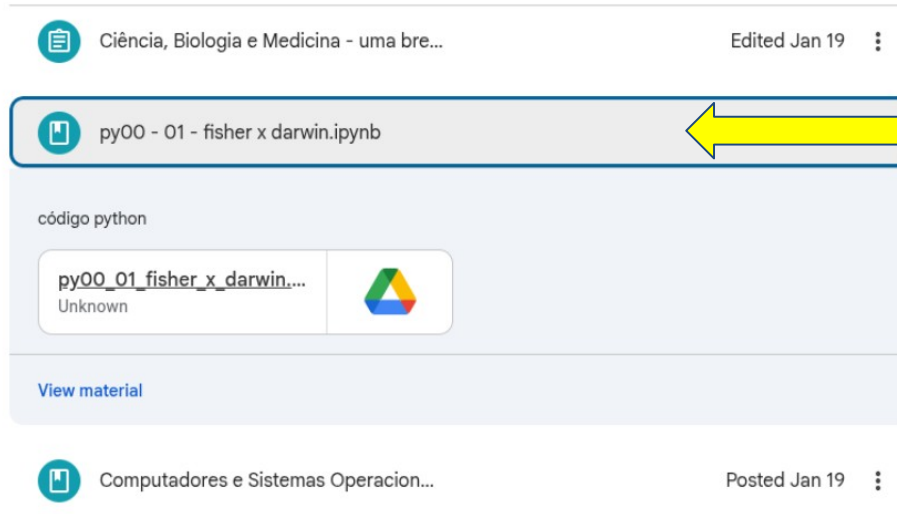 Ciência, Biologia e Medicina - uma bre... Edited Jan 19
py00 - 01 - fisher x darwin.ipynb
código python
py00_01_fisher_x_darwin....
Unknown
View material
Computadores e Sistemas Operacion... Posted Jan 19